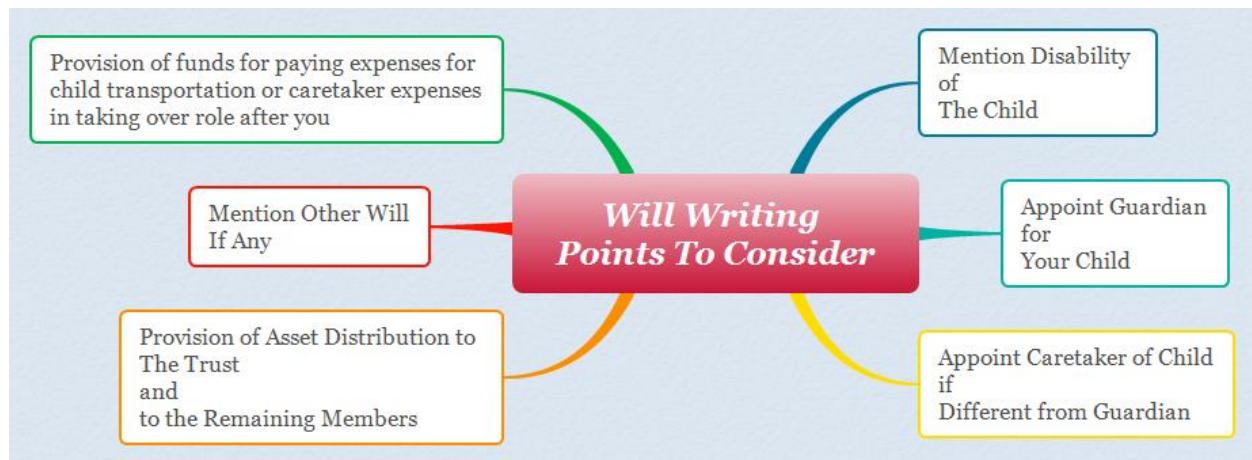 Will Writing
Points To Consider
Mention Disability
of
The Child
Appoint Guardian
for
Your Child
Appoint Caretaker of Child
if
Different from Guardian
Provision of Asset Distribution to
The Trust
and
to the Remaining Members
Mention Other Will
If Any
Provision of funds for paying expenses for
child transportation or caretaker expenses
in taking over role after you